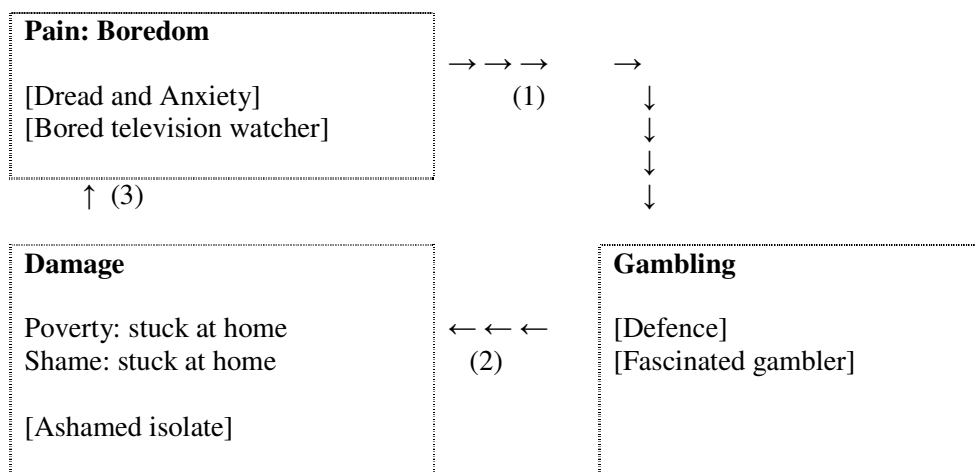 Pain: Boredom
→ → → →
[Dread and Anxiety] (1) ↓
[Bored television watcher] ↓
↓
↑ (3) ↓
Damage Gambling
Poverty: stuck at home ← ← ← [Defence]
Shame: stuck at home (2) [Fascinated gambler]
[Ashamed isolate]